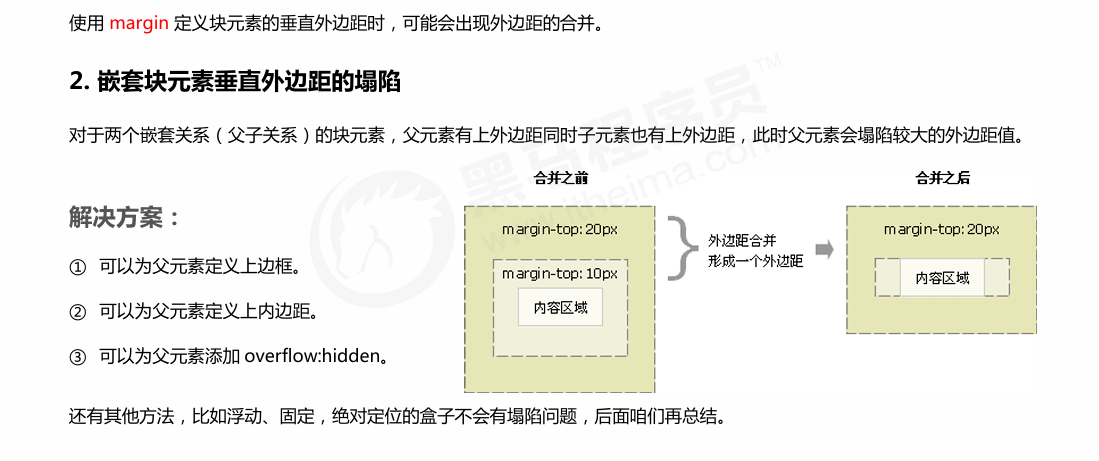 使用 margin 定义块元素的垂直外边距时，可能会出现外边距的合并。
2. 嵌套块元素垂直外边距的塌陷
对于两个嵌套关系（父子关系）的块元素，父元素有上外边距同时子元素也有上外边距，此时父元素会塌陷较大的外边距值。
解决方案：
① 可以为父元素定义上边框。
② 可以为父元素定义上内边距。
③ 可以为父元素添加 overflow:hidden。
合并之前
margin-top: 20px
margin-top: 10px
内容区域
外边距合并
形成一个外边距
合并之后
margin-top: 20px
内容区域
还有其他方法，比如浮动、固定，绝对定位的盒子不会有塌陷问题，后面咱们再总结。
黑马程序员™
www.itheima.com